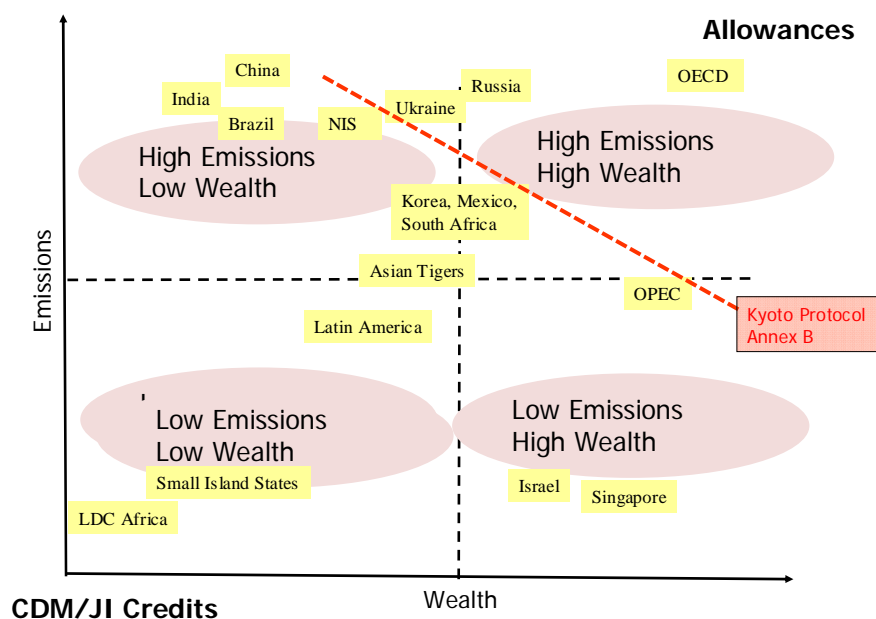 Allowances
China
OECD
Russia
India
Ukraine
Brazil
NIS
High Emissions
Low Wealth
High Emissions
High Wealth
Korea, Mexico,
South Africa
Asian Tigers
OPEC
Emissions
Latin America
Kyoto Protocol
Annex B
Low Emissions
Low Wealth
Low Emissions
High Wealth
Small Island States
Israel
Singapore
LDC Africa
Wealth
CDM/JI Credits